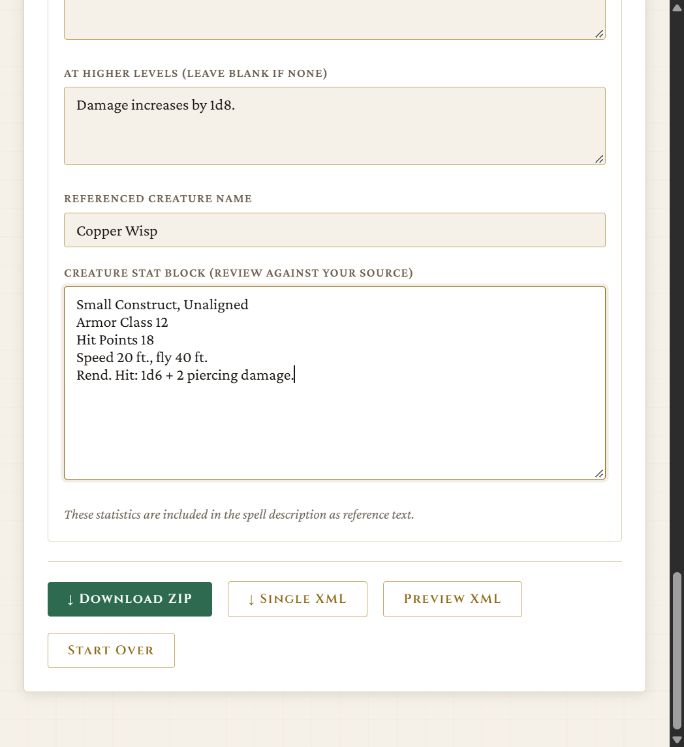 AT HIGHER LEVELS (LEAVE BLANK IF NONE)
Damage increases by 1d8.
REFERENCED CREATURE NAME
Copper Wisp
CREATURE STAT BLOCK (REVIEW AGAINST YOUR SOURCE)
Small Construct, Unaligned
Armor Class 12
Hit Points 18
Speed 20 ft., fly 40 ft.
Rend. Hit: 1d6 + 2 piercing damage.
These statistics are included in the spell description as reference text.
↓ DOWNLOAD ZIP
↓ SINGLE XML
PREVIEW XML
START OVER